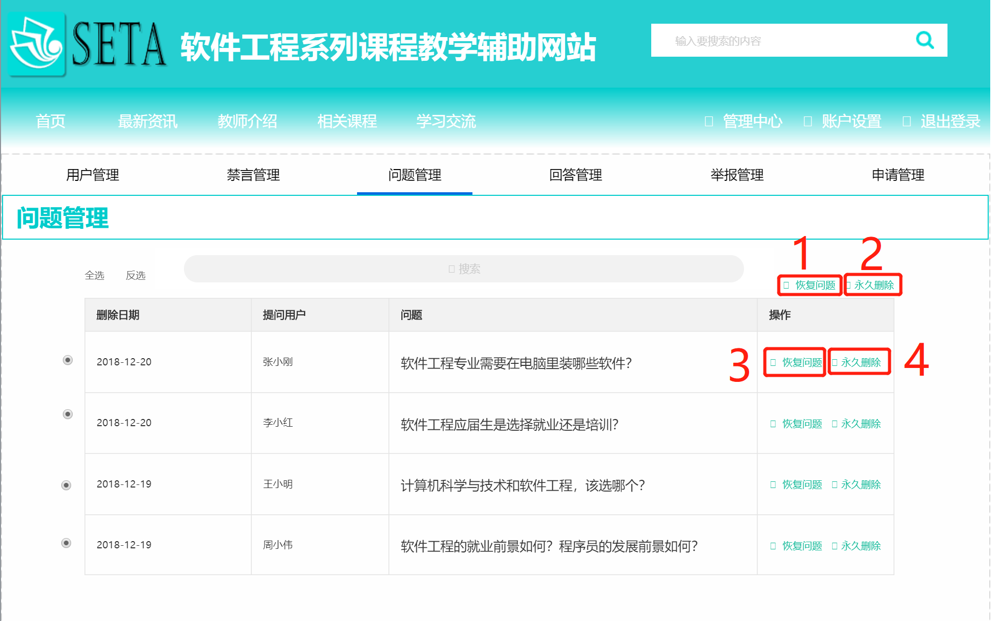 SETA 软件工程系列课程教学辅助网站 输入要搜索的内容
首页 最新资讯 教师介绍 相关课程 学习交流 管理中心 账户设置 退出登录
用户管理 禁言管理 问题管理 回答管理 举报管理 申请管理
问题管理
1 2
全选 反选 搜索 恢复问题 永久删除
删除日期 提问用户 问题 操作
2018-12-20 张小刚 软件工程专业需要在电脑里装哪些软件? 3 恢复问题 永久删除 4
2018-12-20 李小红 软件工程应届生是选择就业还是培训? 恢复问题 永久删除
2018-12-19 王小明 计算机科学与技术和软件工程，该选哪个? 恢复问题 永久删除
2018-12-19 周小伟 软件工程的就业前景如何？程序员的发展前景如何? 恢复问题 永久删除